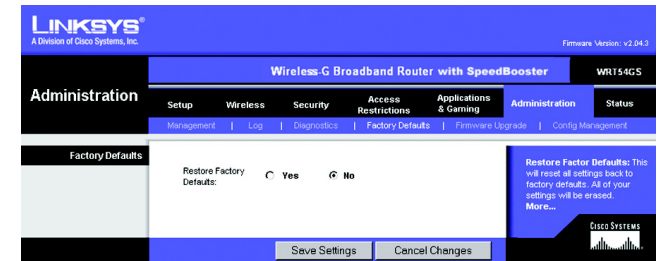 LINKSYS®
A Division of Cisco Systems, Inc.
Firmware Version: v2.04.3
Wireless-G Broadband Router with SpeedBooster WRT54GS
Administration
Setup Wireless Security Access Restrictions Applications & Gaming Administration Status
Management | Log | Diagnostics | Factory Defaults | Firmware Upgrade | Config Management
Factory Defaults
Restore Factory Defaults: Yes No
Restore Factor Defaults: This
will reset all settings back to
factory defaults. All of your
settings will be erased.
More...
CISCO SYSTEMS
Save Settings Cancel Changes